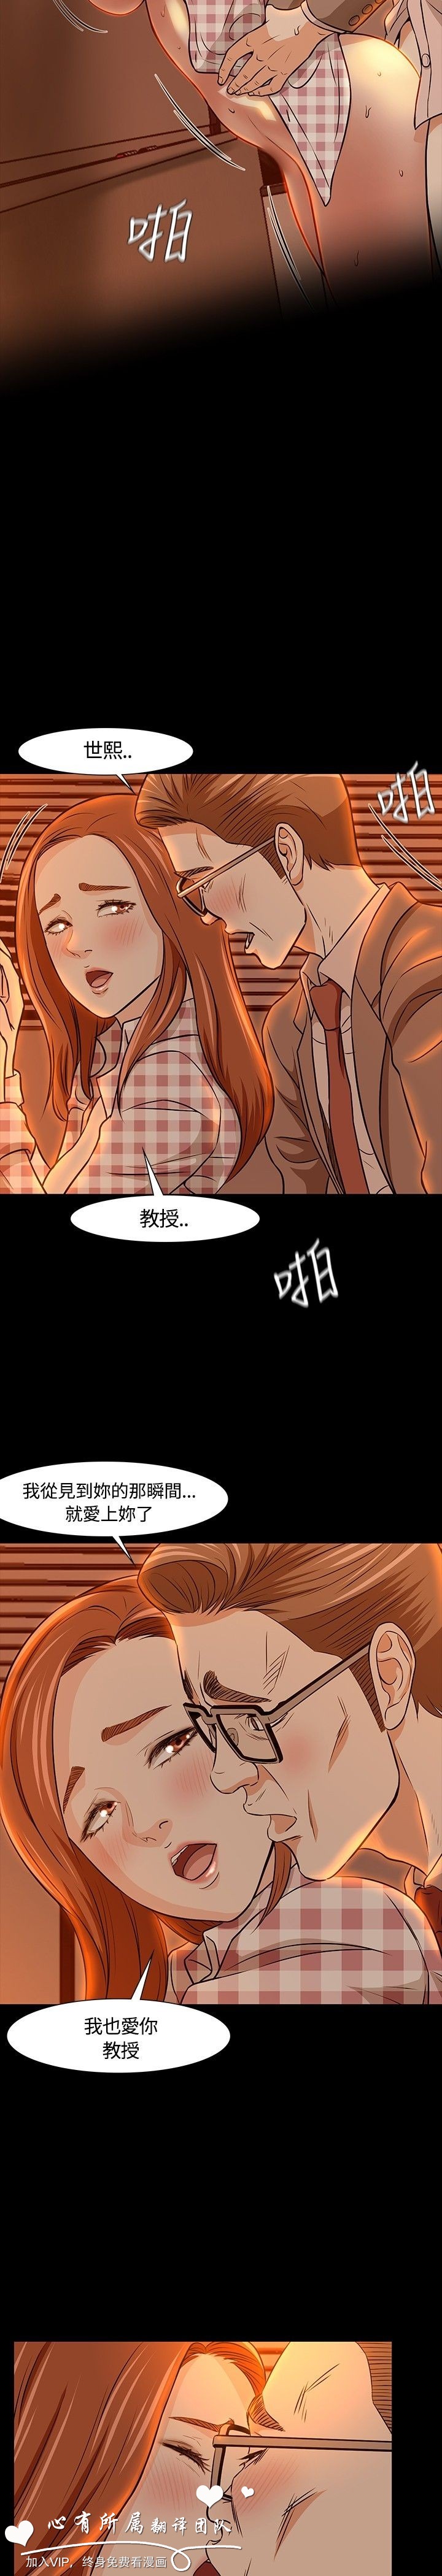 啪
世熙..
啪
教授..
啪
我從見到妳的那瞬間...
就愛上妳了
我也愛你
教授
心有所属翻译团队
加入VIP，终身免费看漫画